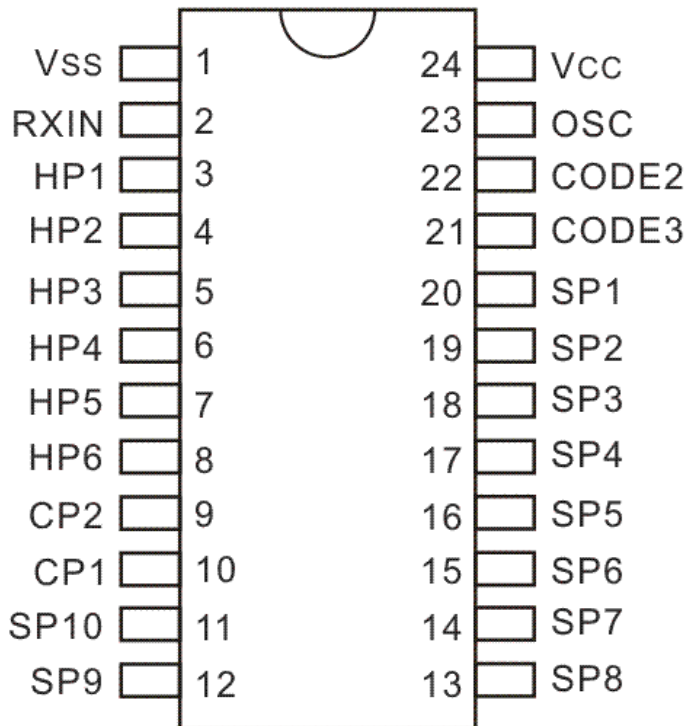 Vss 1 24 Vcc
RXIN 2 23 OSC
HP1 3 22 CODE2
HP2 4 21 CODE3
HP3 5 20 SP1
HP4 6 19 SP2
HP5 7 18 SP3
HP6 8 17 SP4
CP2 9 16 SP5
CP1 10 15 SP6
SP10 11 14 SP7
SP9 12 13 SP8